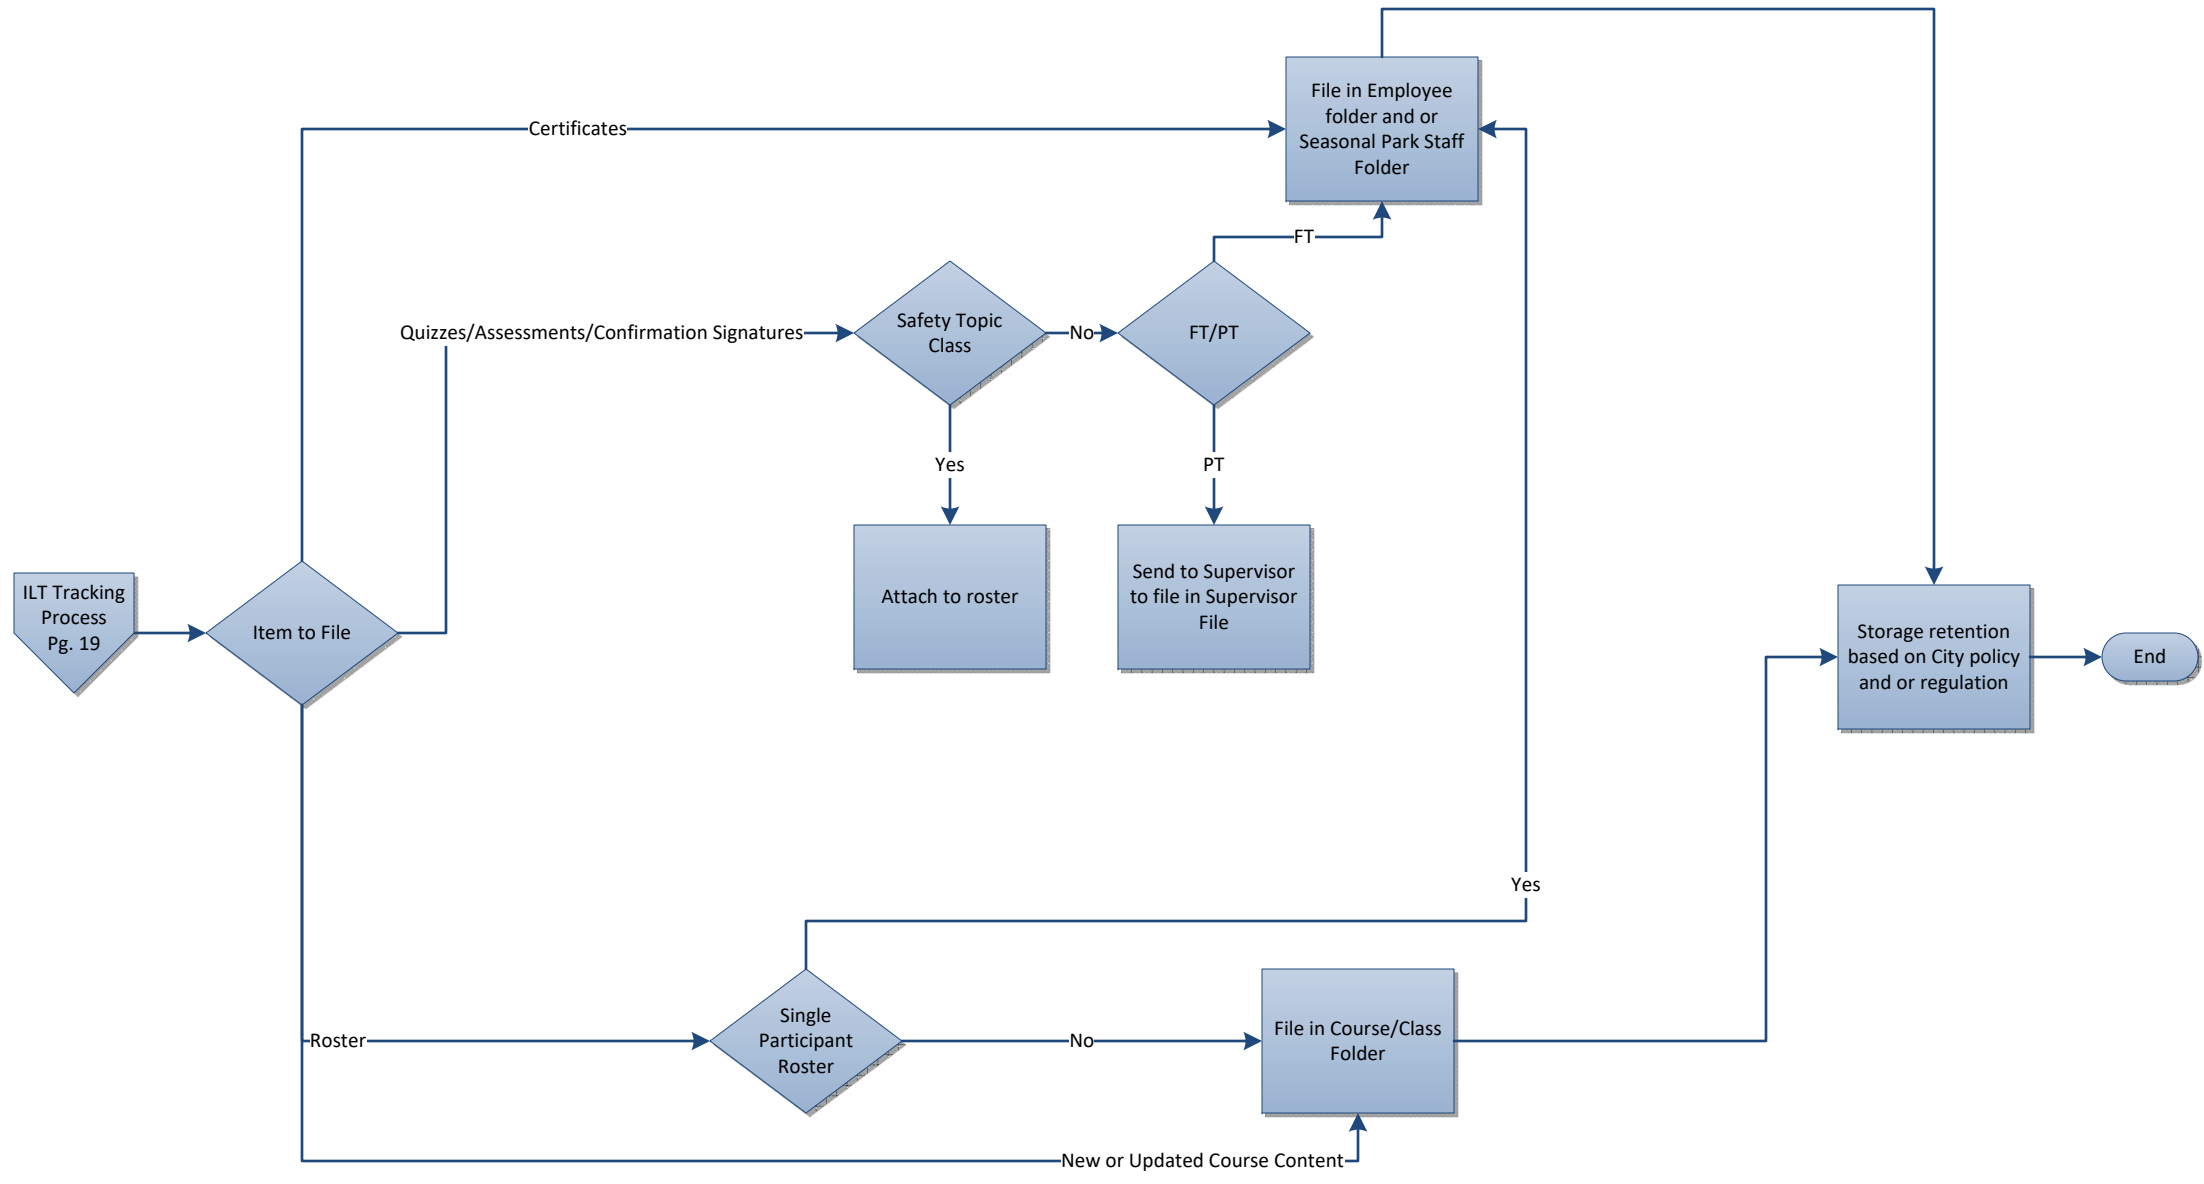 File in Employee
folder and or
Seasonal Park Staff
Folder
Certificates
FT
Safety Topic
Class
Quizzes/Assessments/Confirmation Signatures
No
FT/PT
Yes
PT
Attach to roster
Send to Supervisor
to file in Supervisor
File
ILT Tracking
Process
Pg. 19
Item to File
Storage retention
based on City policy
and or regulation
End
Yes
Roster
Single
Participant
Roster
No
File in Course/Class
Folder
New or Updated Course Content